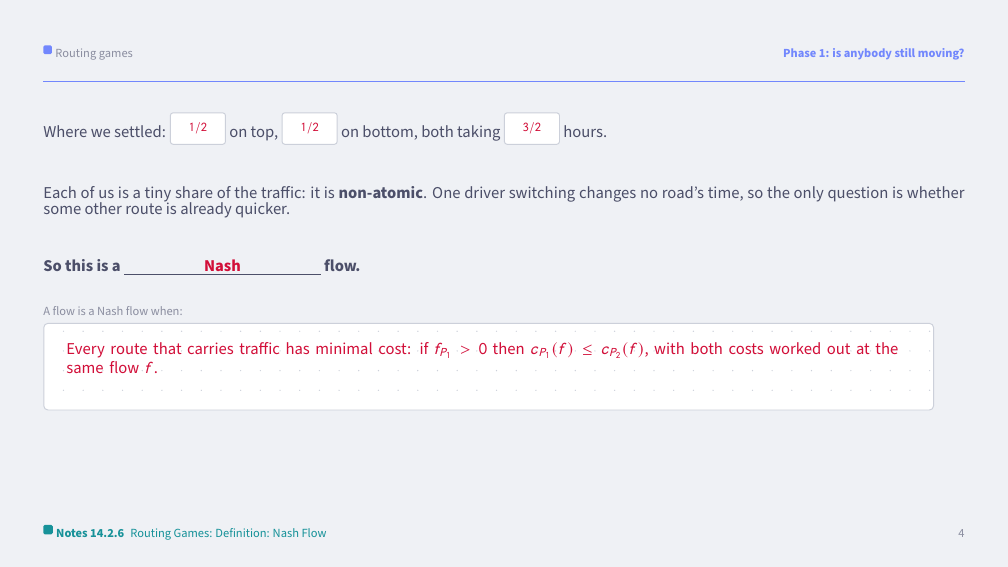 Routing games
Phase 1: is anybody still moving?
Where we settled: 1/2 on top, 1/2 on bottom, both taking 3/2 hours.
Each of us is a tiny share of the traffic: it is non-atomic. One driver switching changes no road's time, so the only question is whether
some other route is already quicker.
So this is a Nash flow.
A flow is a Nash flow when:
Every route that carries traffic has minimal cost: if f_{P_1} > 0 then c_{P_1}(f) ≤ c_{P_2}(f), with both costs worked out at the
same flow f.
Notes 14.2.6 Routing Games: Definition: Nash Flow
4